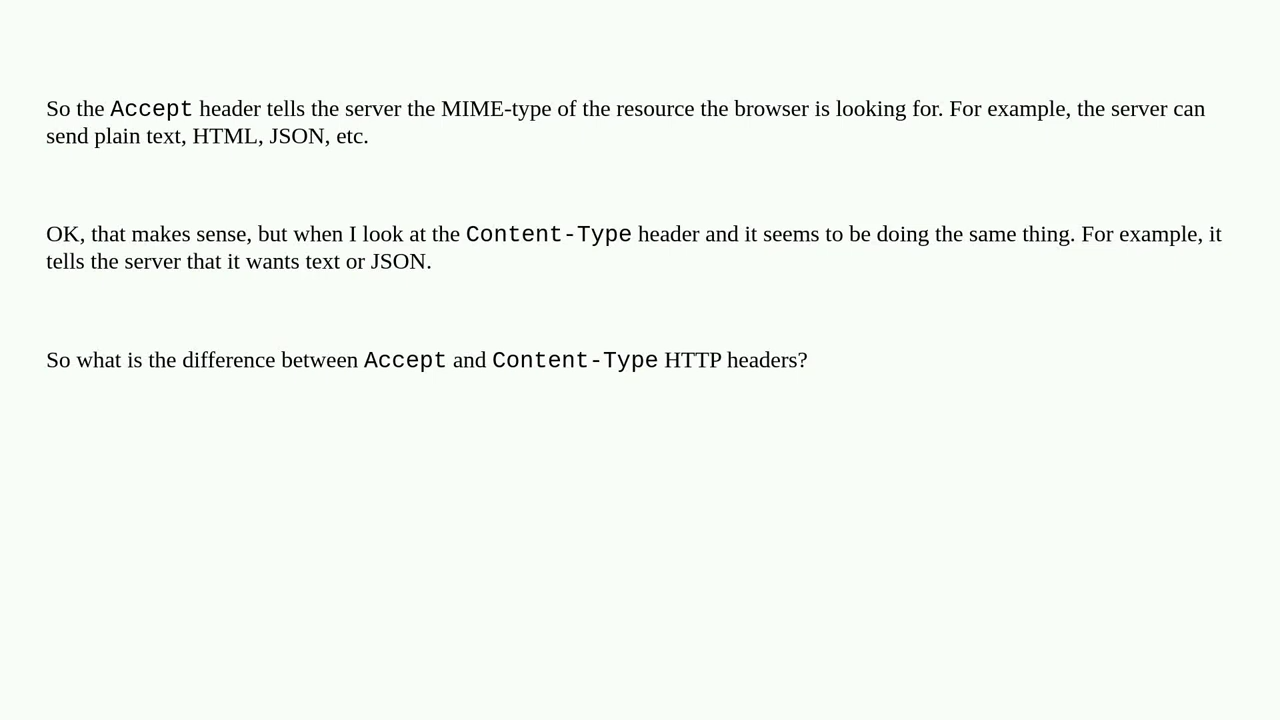 So the Accept header tells the server the MIME-type of the resource the browser is looking for. For example, the server can
send plain text, HTML, JSON, etc.
OK, that makes sense, but when I look at the Content-Type header and it seems to be doing the same thing. For example, it
tells the server that it wants text or JSON.
So what is the difference between Accept and Content-Type HTTP headers?